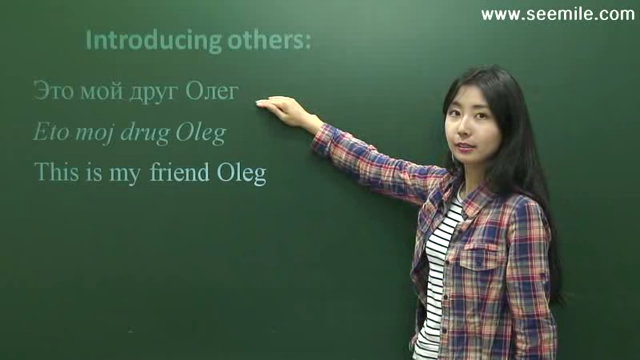 www.seemile.com
Introducing others:
Это мой друг Олег
Eto moj drug Oleg
This is my friend Oleg